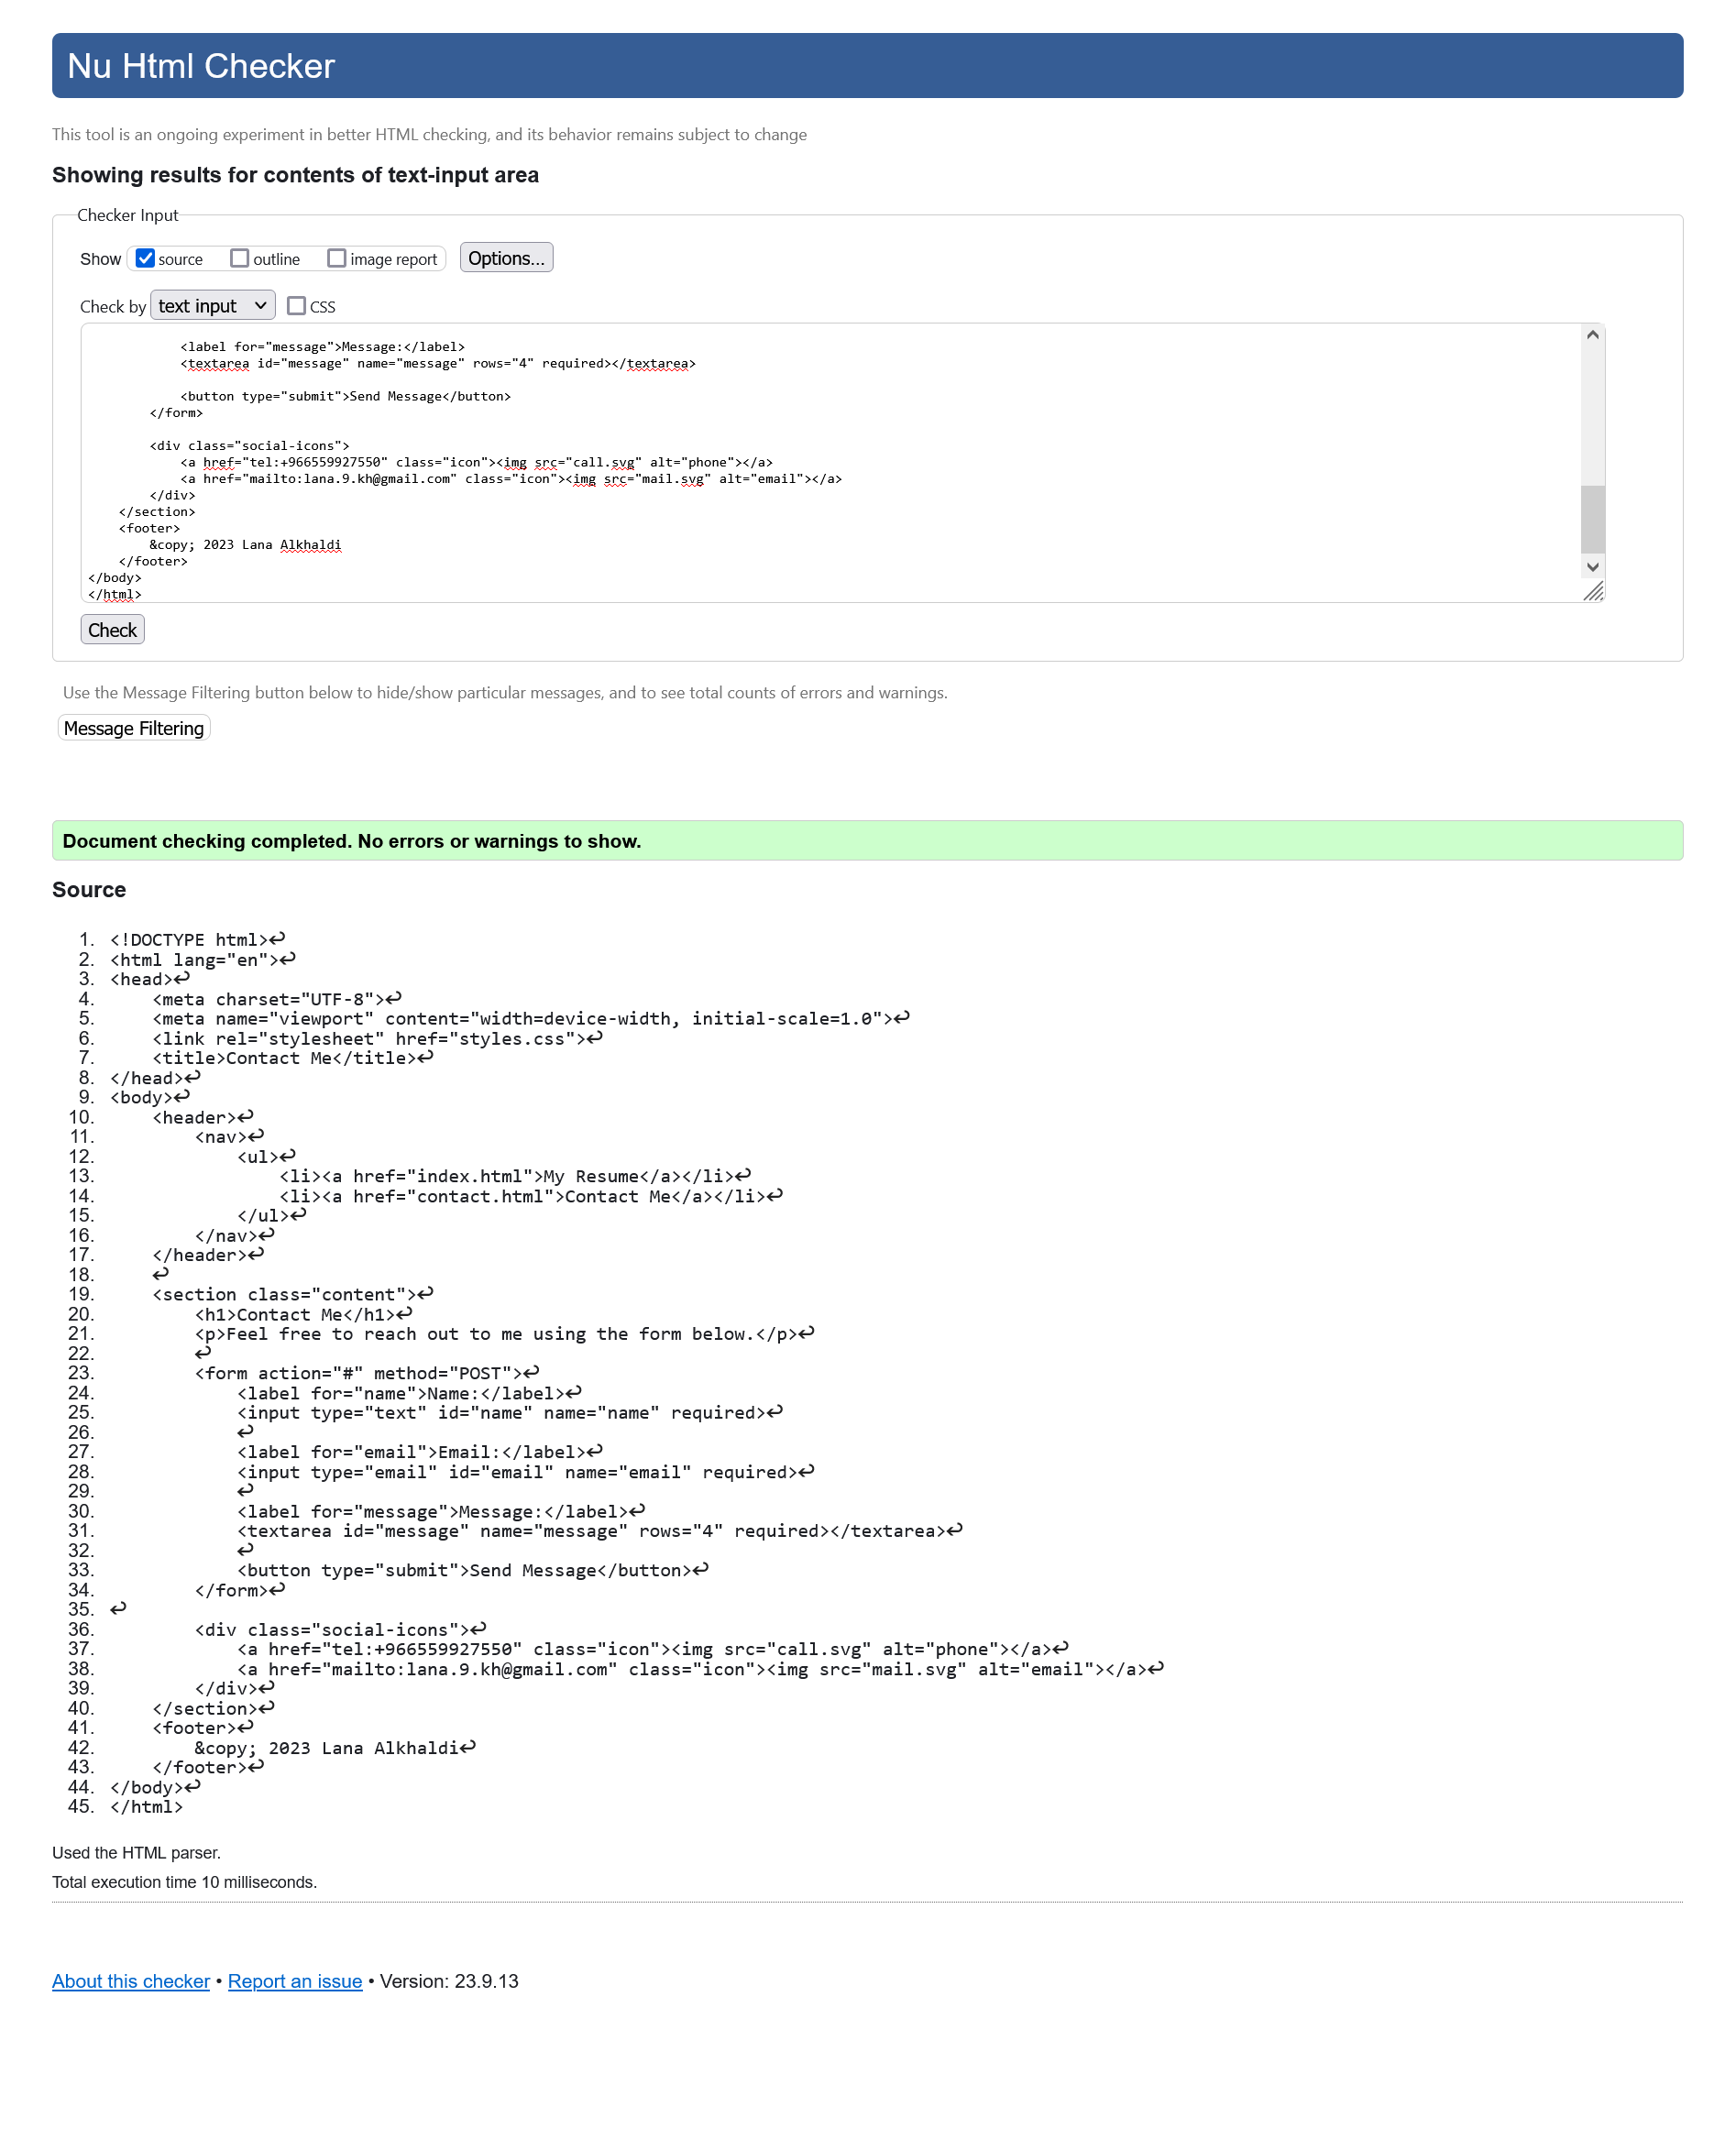 Nu Html Checker
This tool is an ongoing experiment in better HTML checking, and its behavior remains subject to change
Showing results for contents of text-input area
Checker Input
Show source outline image report Options...
Check by text input CSS
            <label for="message">Message:</label>
            <textarea id="message" name="message" rows="4" required></textarea>
            <button type="submit">Send Message</button>
        </form>
        <div class="social-icons">
            <a href="tel:+966559927550" class="icon"><img src="call.svg" alt="phone"></a>
            <a href="mailto:lana.9.kh@gmail.com" class="icon"><img src="mail.svg" alt="email"></a>
        </div>
    </section>
    <footer>
        &copy; 2023 Lana Alkhaldi
    </footer>
</body>
</html>
Check
Use the Message Filtering button below to hide/show particular messages, and to see total counts of errors and warnings.
Message Filtering
Document checking completed. No errors or warnings to show.
Source
1. <!DOCTYPE html>↩
2. <html lang="en">↩
3. <head>↩
4.     <meta charset="UTF-8">↩
5.     <meta name="viewport" content="width=device-width, initial-scale=1.0">↩
6.     <link rel="stylesheet" href="styles.css">↩
7.     <title>Contact Me</title>↩
8. </head>↩
9. <body>↩
10.     <header>↩
11.         <nav>↩
12.             <ul>↩
13.                 <li><a href="index.html">My Resume</a></li>↩
14.                 <li><a href="contact.html">Contact Me</a></li>↩
15.             </ul>↩
16.         </nav>↩
17.     </header>↩
18.     ↩
19.     <section class="content">↩
20.         <h1>Contact Me</h1>↩
21.         <p>Feel free to reach out to me using the form below.</p>↩
22.         ↩
23.         <form action="#" method="POST">↩
24.             <label for="name">Name:</label>↩
25.             <input type="text" id="name" name="name" required>↩
26.             ↩
27.             <label for="email">Email:</label>↩
28.             <input type="email" id="email" name="email" required>↩
29.             ↩
30.             <label for="message">Message:</label>↩
31.             <textarea id="message" name="message" rows="4" required></textarea>↩
32.             ↩
33.             <button type="submit">Send Message</button>↩
34.         </form>↩
35. ↩
36.         <div class="social-icons">↩
37.             <a href="tel:+966559927550" class="icon"><img src="call.svg" alt="phone"></a>↩
38.             <a href="mailto:lana.9.kh@gmail.com" class="icon"><img src="mail.svg" alt="email"></a>↩
39.         </div>↩
40.     </section>↩
41.     <footer>↩
42.         &copy; 2023 Lana Alkhaldi↩
43.     </footer>↩
44. </body>↩
45. </html>
Used the HTML parser.
Total execution time 10 milliseconds.
About this checker • Report an issue • Version: 23.9.13